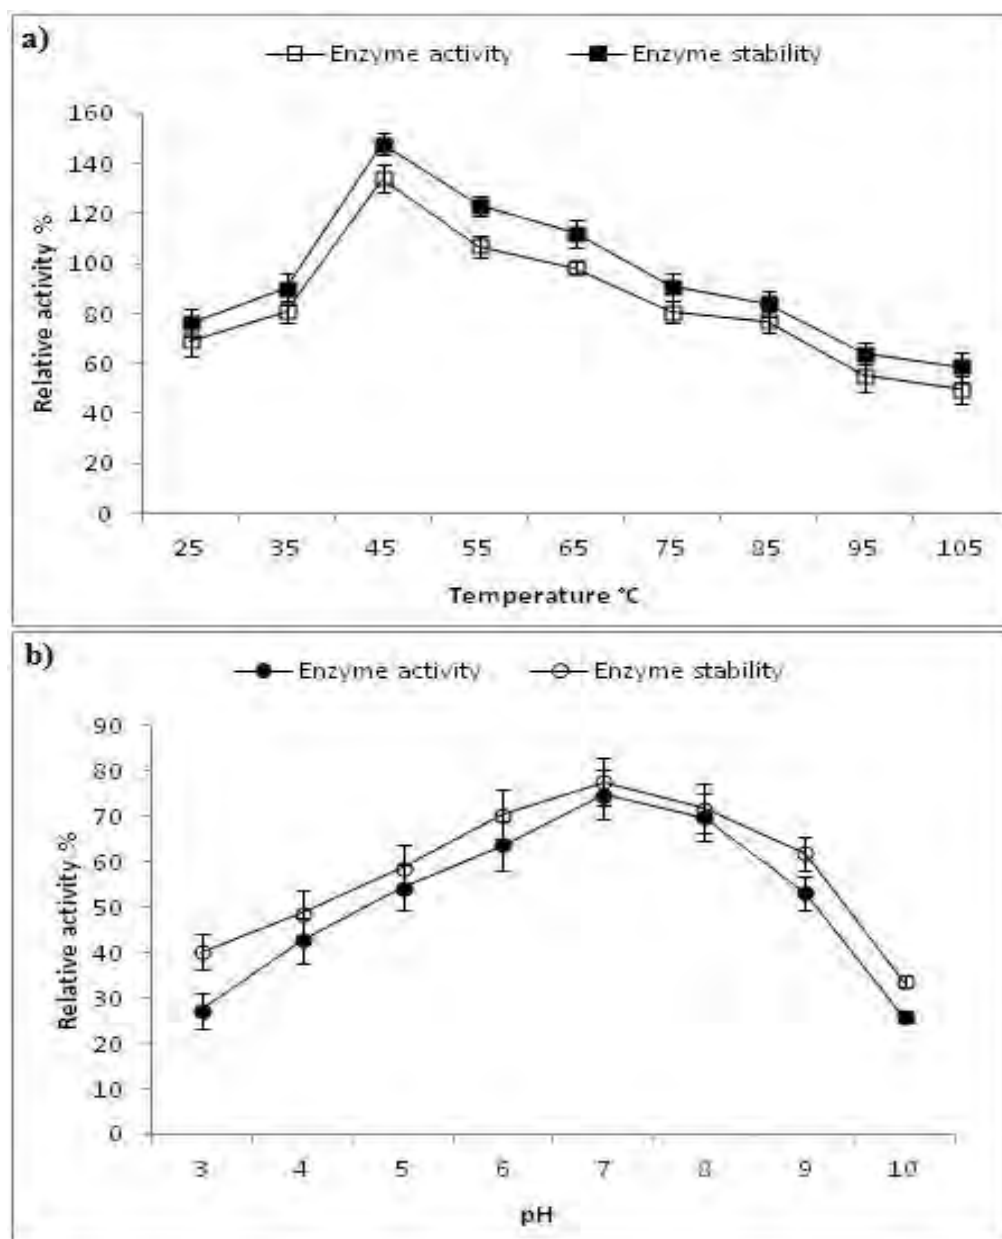 a)
Enzyme activity Enzyme stability
Relative activity %
160
140
120
100
80
60
40
20
0
25 35 45 55 65 75 85 95 105
Temperature °C
b)
Enzyme activity Enzyme stability
Relative activity %
90
80
70
60
50
40
30
20
10
0
3 4 5 6 7 8 9 10
pH